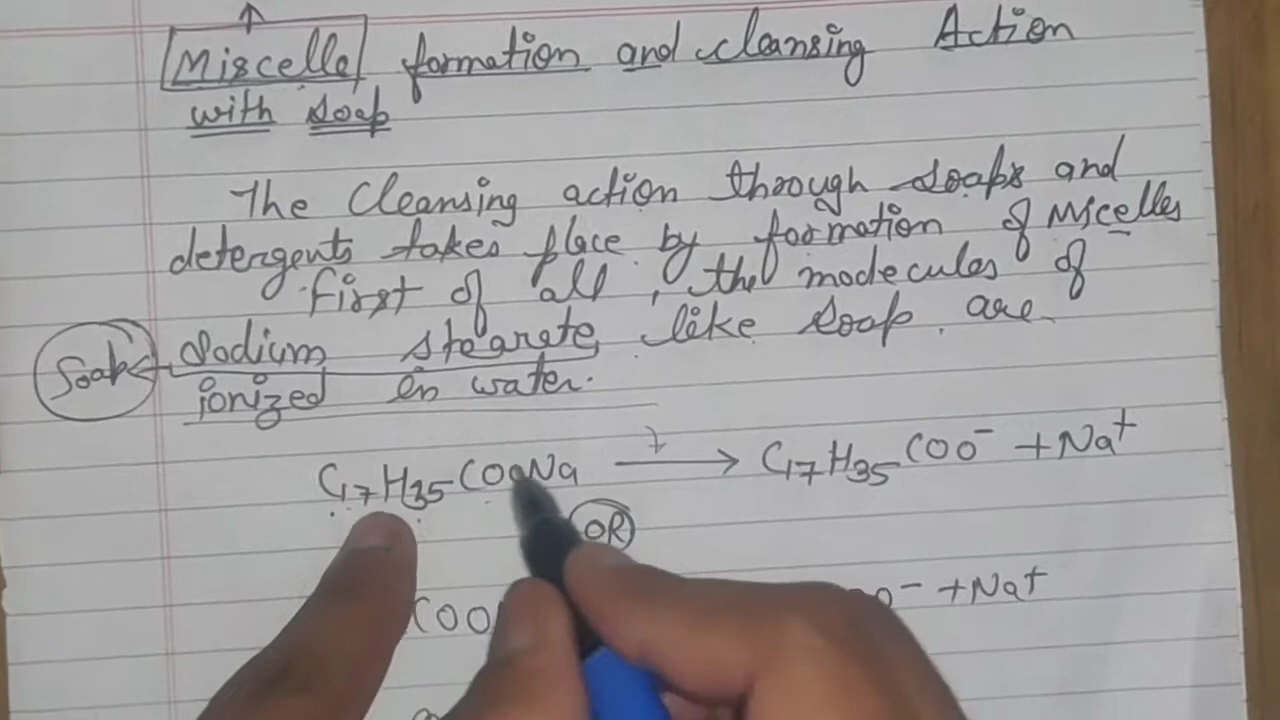 Miscelle formation and cleansing Action
with soap
The Cleansing action through soaps and
detergents takes place by formation of Micelles
First of all, the modecules of
Soap sodium stearate, like soap, are
ionized in water.
C17H35COONa → C17H35COO⁻ + Na⁺
OR
COO O⁻ + Na⁺